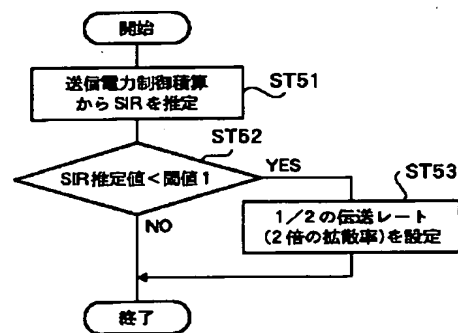 開始
送信電力制御積算
からSIRを推定
ST51
ST52
SIR推定値<閾値1
YES
ST53
NO
1/2の伝送レート
(2倍の拡散率)を設定
終了